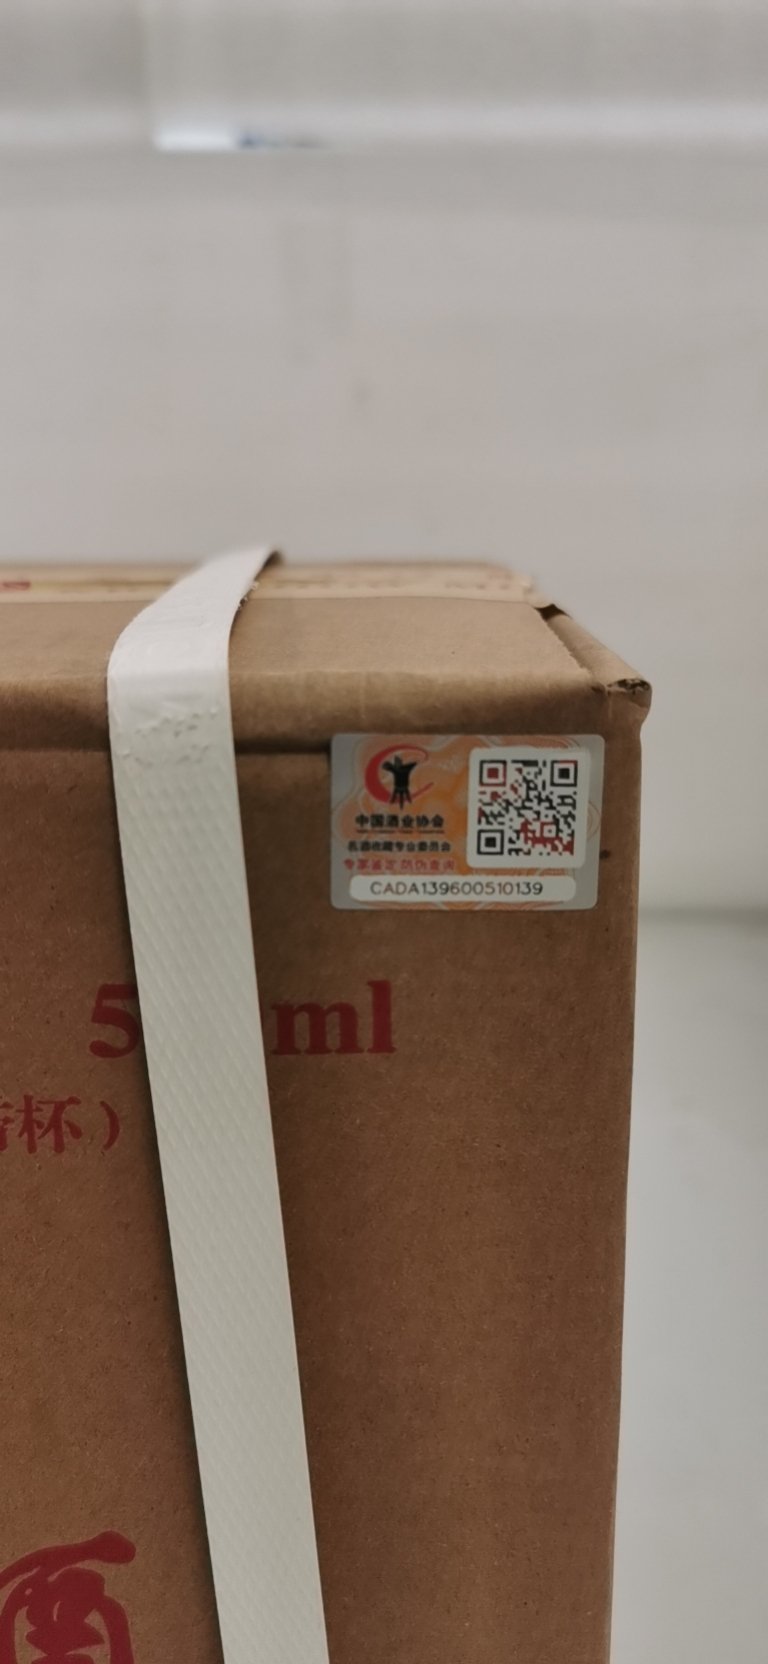 中国酒业协会
名酒收藏专业委员会
专家鉴定 防伪查询
CADA139600510139
5
ml
杯）
酒